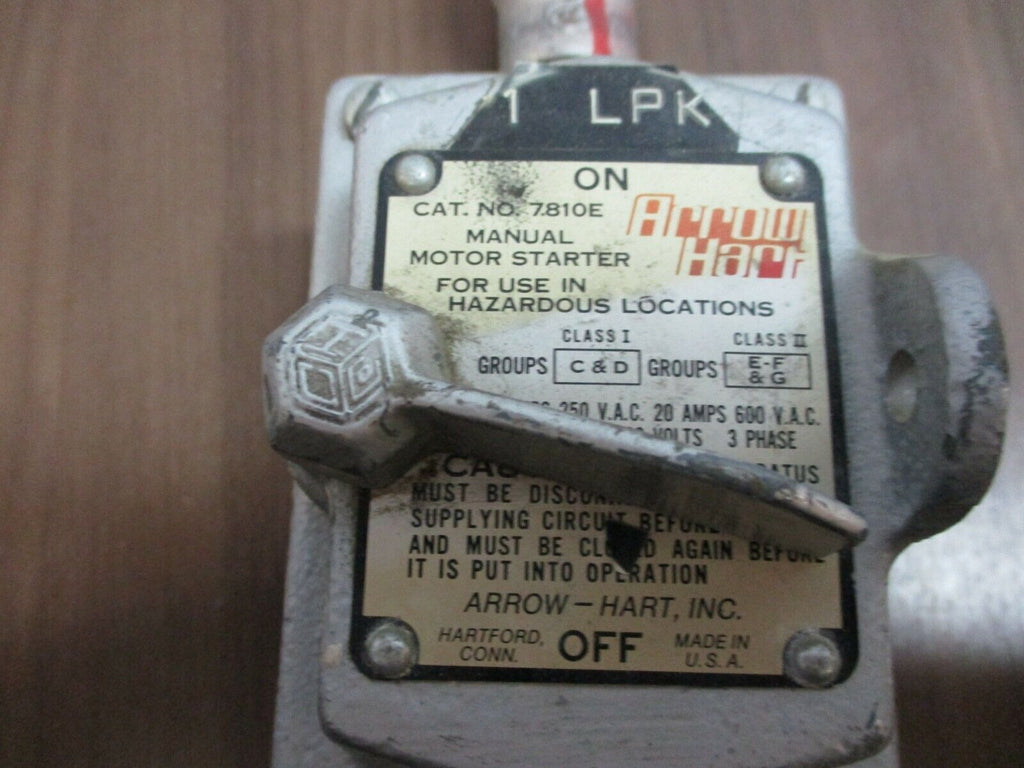 1 LPK
ON
CAT. NO. 7810E
Arrow Hart
MANUAL
MOTOR STARTER
FOR USE IN
HAZARDOUS LOCATIONS
CLASS I CLASS II
GROUPS C & D GROUPS E-F & G
250 V.A.C. 20 AMPS 600 V.A.C.
VOLTS 3 PHASE
MUST BE
SUPPLYING CIRCUIT
AND MUST BE AGAIN BEFORE
IT IS PUT INTO OPERATION
ARROW-HART, INC.
HARTFORD, CONN. OFF MADE IN U.S.A.